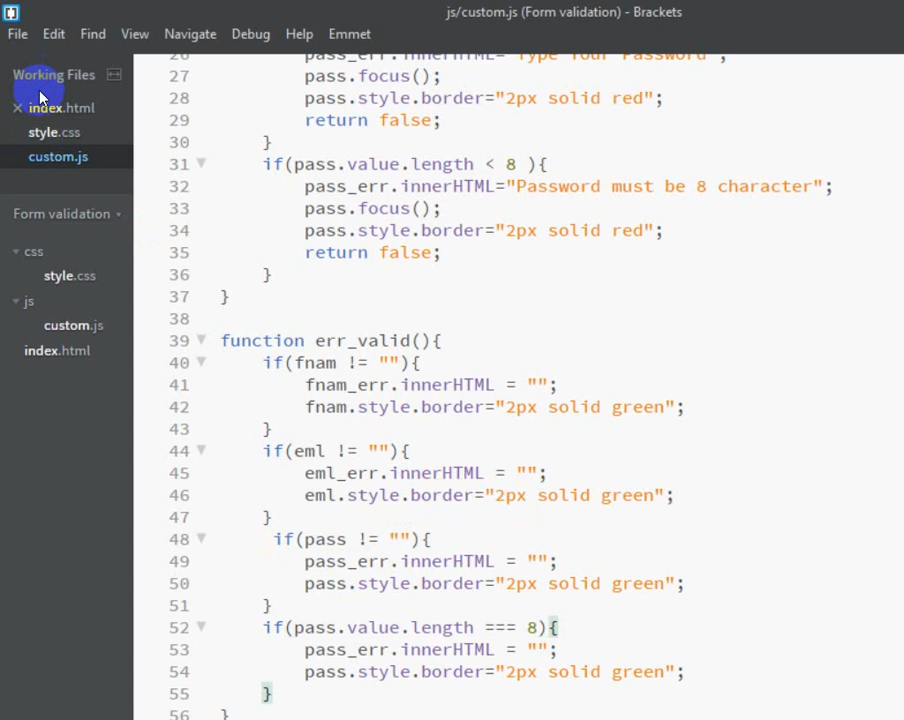 js/custom.js (Form validation) - Brackets
File Edit Find View Navigate Debug Help Emmet
Working Files
index.html
style.css
custom.js
Form validation
css
style.css
js
custom.js
index.html
26 pass_err.innerHTML="Type Your Password";
27 pass.focus();
28 pass.style.border="2px solid red";
29 return false;
30 }
31 if(pass.value.length < 8 ){
32 pass_err.innerHTML="Password must be 8 character";
33 pass.focus();
34 pass.style.border="2px solid red";
35 return false;
36 }
37 }
38
39 function err_valid(){
40 if(fnam != ""){
41 fnam_err.innerHTML = "";
42 fnam.style.border="2px solid green";
43 }
44 if(eml != ""){
45 eml_err.innerHTML = "";
46 eml.style.border="2px solid green";
47 }
48 if(pass != ""){
49 pass_err.innerHTML = "";
50 pass.style.border="2px solid green";
51 }
52 if(pass.value.length === 8){
53 pass_err.innerHTML = "";
54 pass.style.border="2px solid green";
55 }
56 }